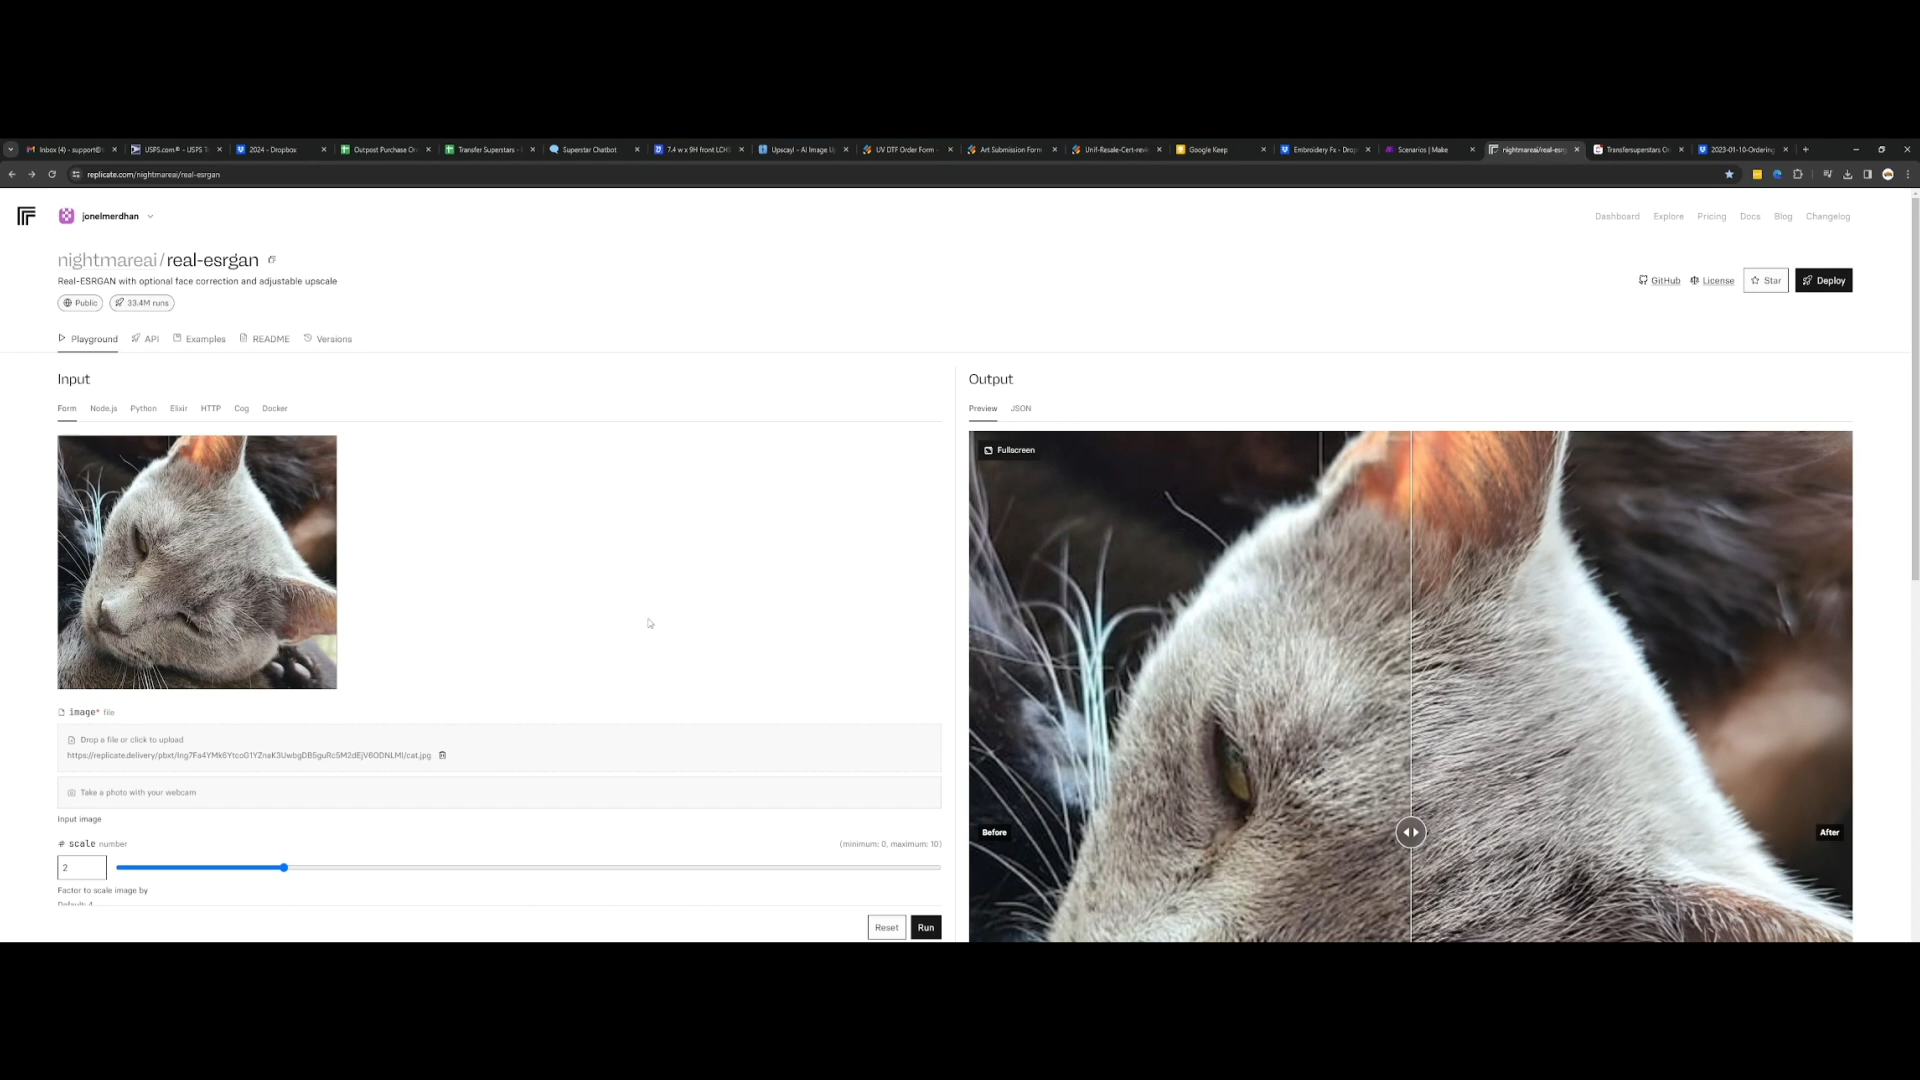 Inbox (4) - support@
USPS.com® - USPS T
2024 - Dropbox
Outpost Purchase Or
Transfer Superstars -
Superstar Chatbot
7.4 w x 9H front LCHS
Upscayl - AI Image U
UV DTF Order Form -
Art Submission Form
Unif-Resale-Cert-revi
Google Keep
Embroidery Fx - Drop
Scenarios | Make
nightmareai/real-esrg
Transfersuperstars O
2023-01-10-Ordering
replicate.com/nightmareai/real-esrgan
jonelmerdhan
Dashboard Explore Pricing Docs Blog Changelog
nightmareai/real-esrgan
Real-ESRGAN with optional face correction and adjustable upscale
GitHub License Star Deploy
Public 33.4M runs
Playground API Examples README Versions
Input
Form Node.js Python Elixir HTTP Cog Docker
image* file
Drop a file or click to upload
Take a photo with your webcam
Input image
# scale number (minimum: 0, maximum: 10)
2
Factor to scale image by
Default: 4
Reset Run
Output
Preview JSON
Fullscreen
Before After